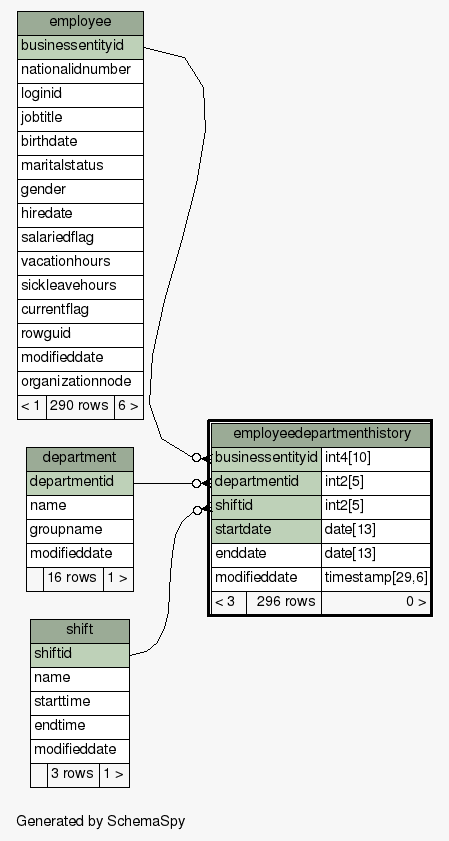 employee
businessentityid
nationalidnumber
loginid
jobtitle
birthdate
maritalstatus
gender
hiredate
salariedflag
vacationhours
sickleavehours
currentflag
rowguid
modifieddate
organizationnode
< 1 290 rows 6 >
department
departmentid
name
groupname
modifieddate
16 rows 1 >
shift
shiftid
name
starttime
endtime
modifieddate
3 rows 1 >
employeedepartmenthistory
businessentityid int4[10]
departmentid int2[5]
shiftid int2[5]
startdate date[13]
enddate date[13]
modifieddate timestamp[29,6]
< 3 296 rows 0 >
Generated by SchemaSpy